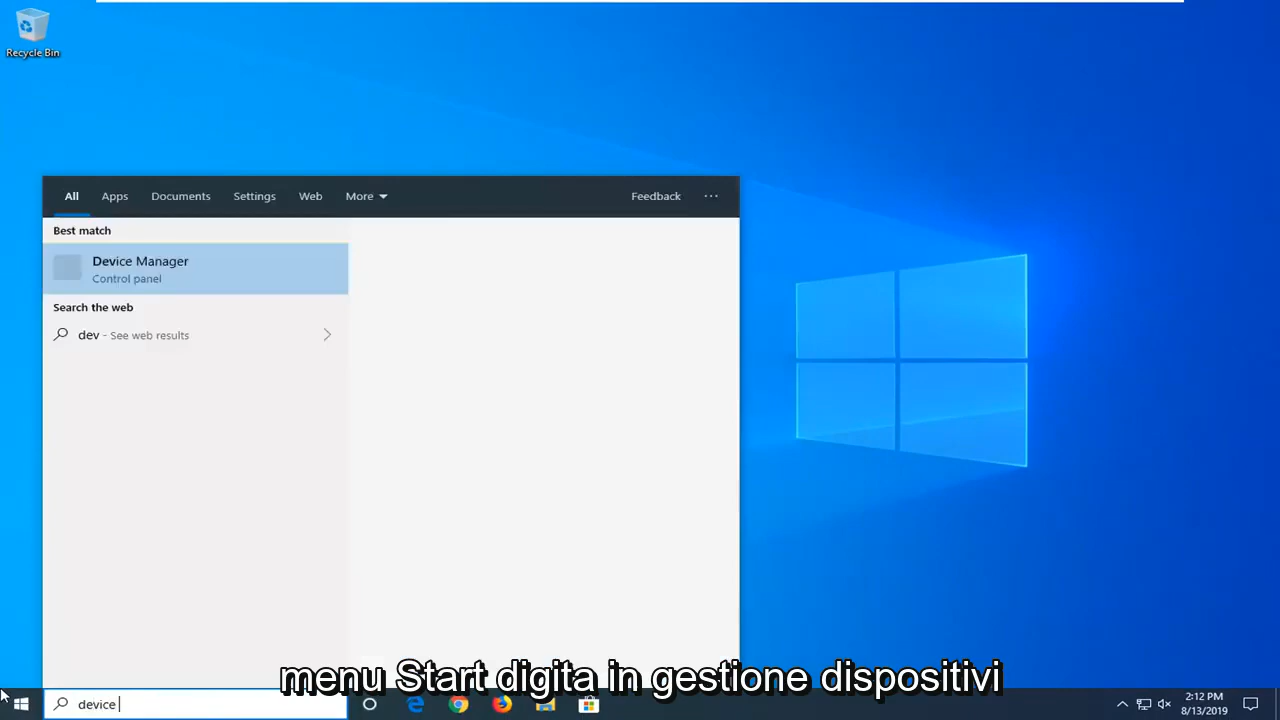 Recycle Bin
All
Apps
Documents
Settings
Web
More
Feedback
Best match
Device Manager
Control panel
Search the web
dev - See web results
menu Start digita in gestione dispositivi
device
2:12 PM
8/13/2019